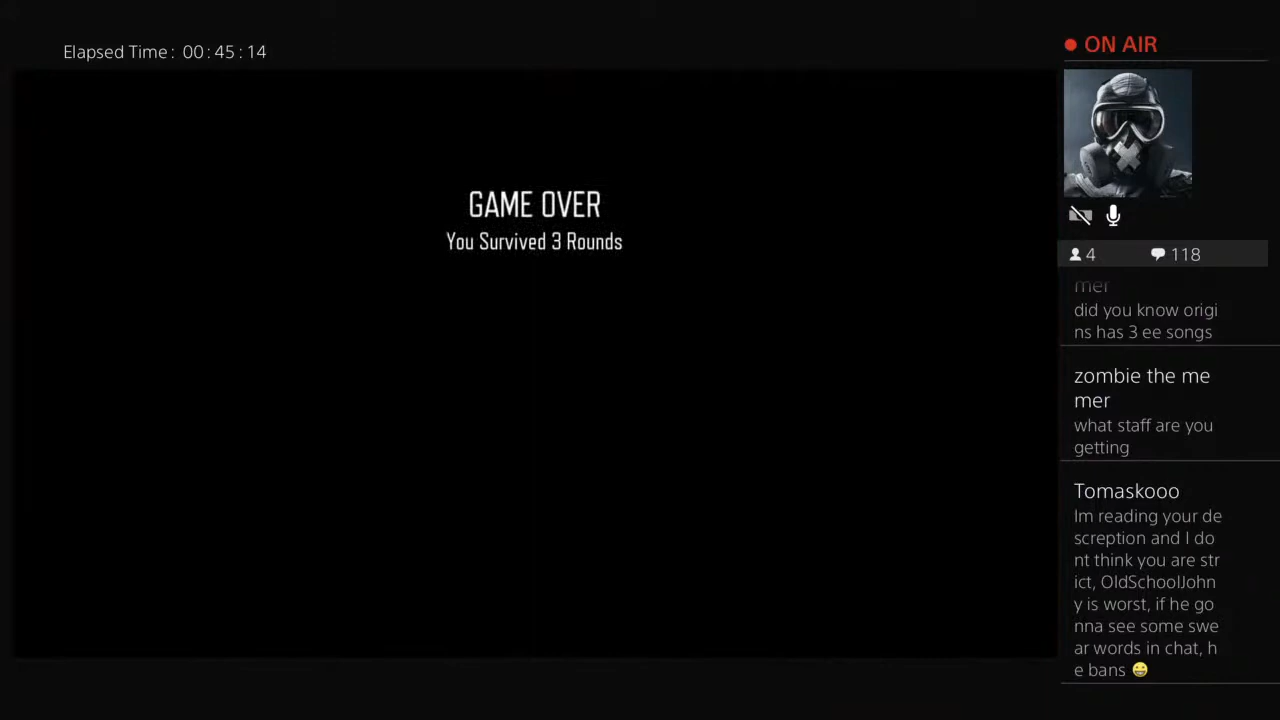 Elapsed Time: 00:45:14
ON AIR
GAME OVER
You Survived 3 Rounds
4 118
mer
did you know origi
ns has 3 ee songs
zombie the me
mer
what staff are you
getting
Tomaskooo
Im reading your de
screption and I do
nt think you are str
ict, OldSchoolJohn
y is worst, if he go
nna see some swe
ar words in chat, h
e bans 😀